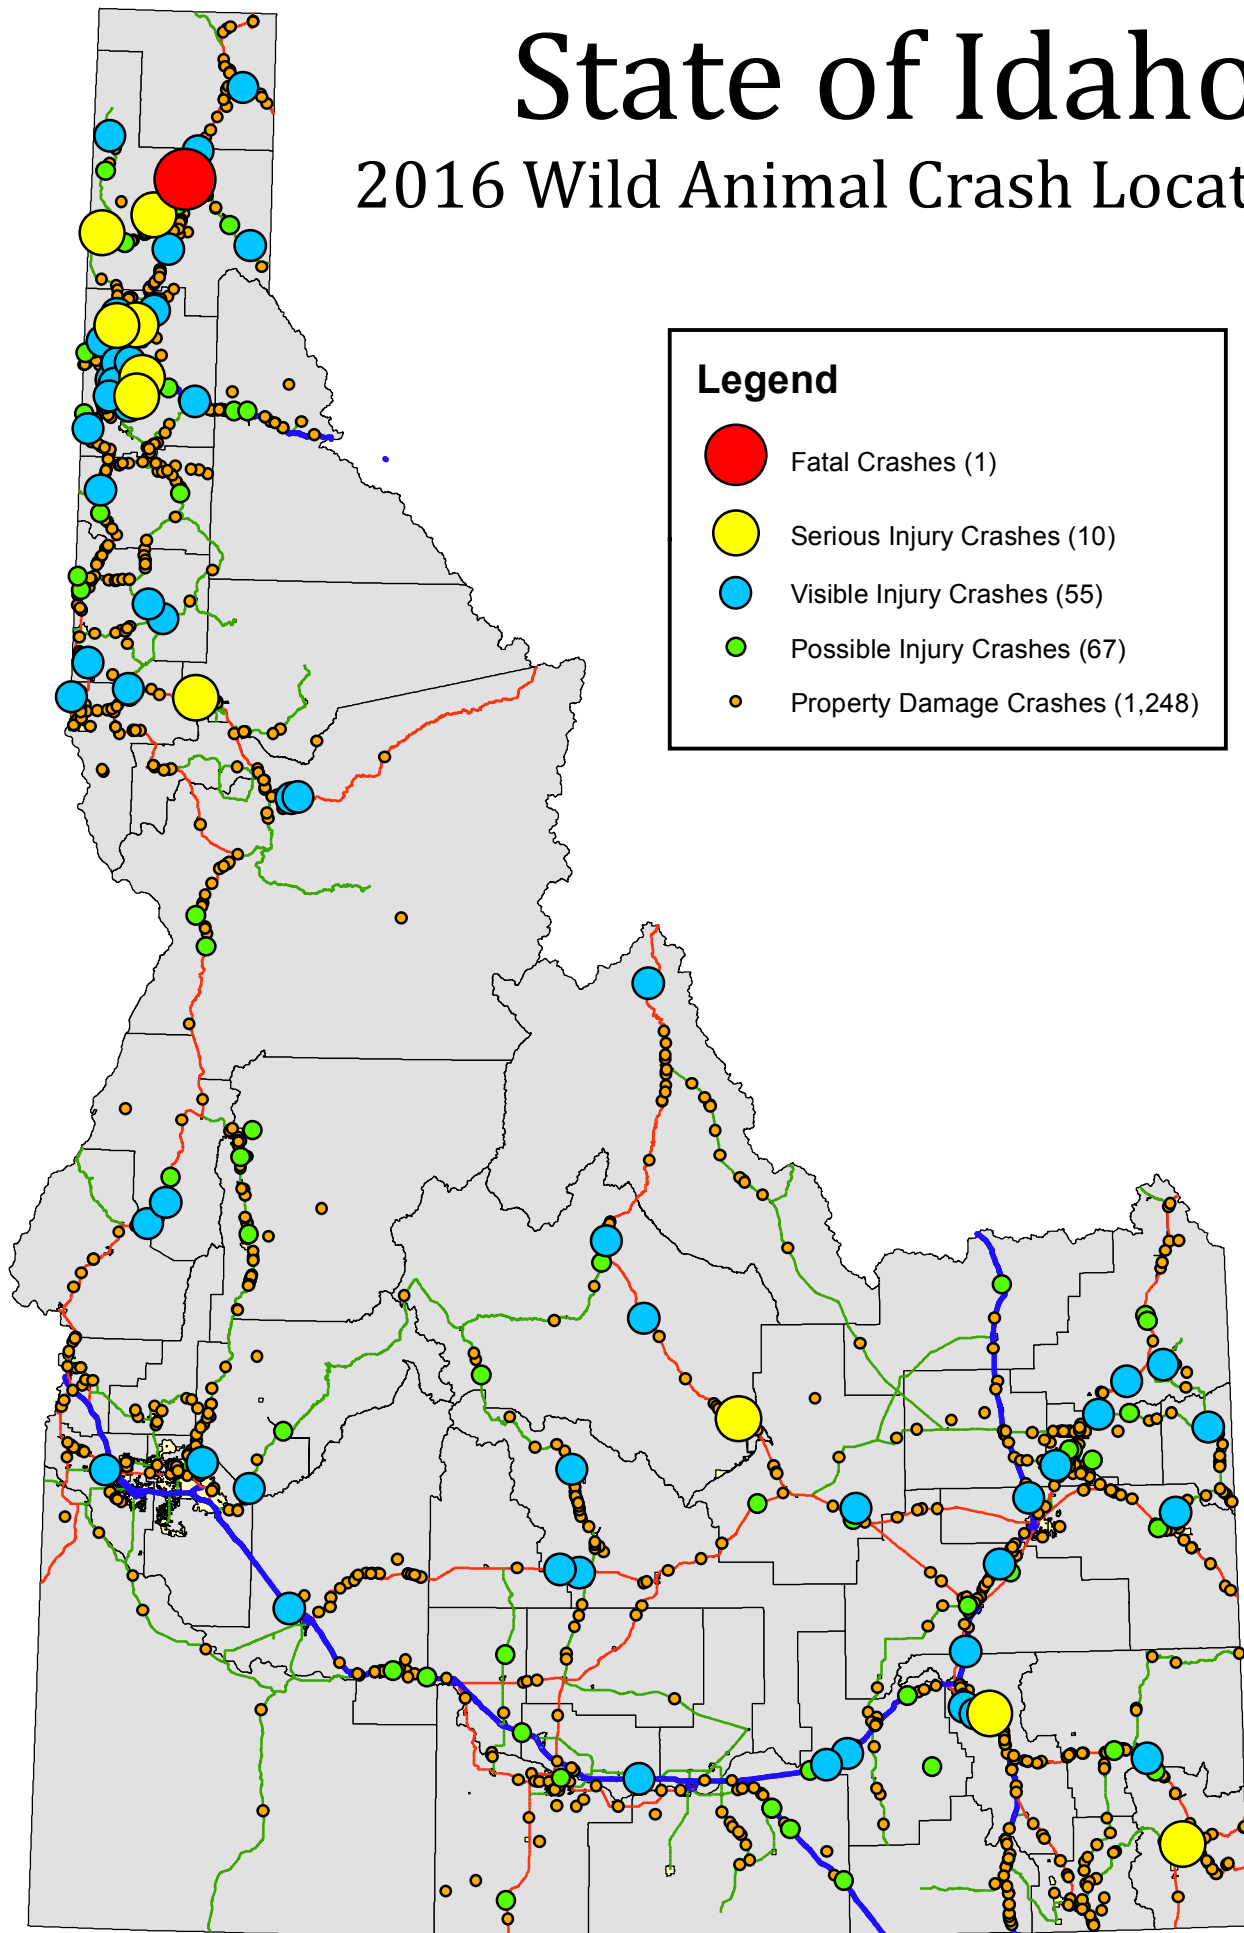 State of Idaho
2016 Wild Animal Crash Locat
Legend
Fatal Crashes (1)
Serious Injury Crashes (10)
Visible Injury Crashes (55)
Possible Injury Crashes (67)
Property Damage Crashes (1,248)